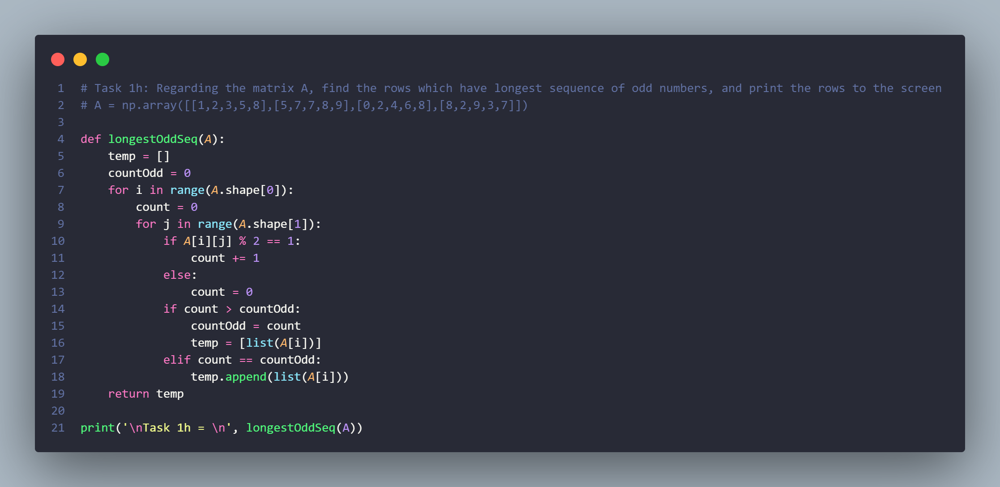 1 # Task 1h: Regarding the matrix A, find the rows which have longest sequence of odd numbers, and print the rows to the screen
2 # A = np.array([[1,2,3,5,8],[5,7,7,8,9],[0,2,4,6,8],[8,2,9,3,7]])
3
4 def longestOddSeq(A):
5     temp = []
6     countOdd = 0
7     for i in range(A.shape[0]):
8         count = 0
9         for j in range(A.shape[1]):
10             if A[i][j] % 2 == 1:
11                 count += 1
12             else:
13                 count = 0
14             if count > countOdd:
15                 countOdd = count
16                 temp = [list(A[i])]
17             elif count == countOdd:
18                 temp.append(list(A[i]))
19     return temp
20
21 print('\nTask 1h = \n', longestOddSeq(A))